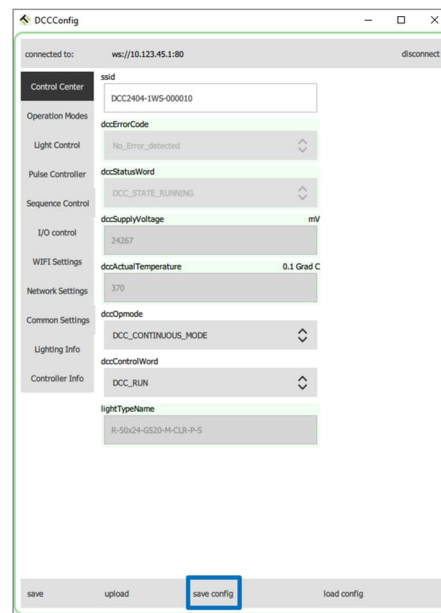 DCCConfig
connected to: ws://10.123.45.1:80 disconnect
Control Center
Operation Modes
Light Control
Pulse Controller
Sequence Control
I/O control
WIFI Settings
Network Settings
Common Settings
Lighting Info
Controller Info
ssid
DCC2404-1WS-000010
dccErrorCode
No_Error_detected
dccStatusWord
DCC_STATE_RUNNING
dccSupplyVoltage mV
24267
dccActualTemperature 0.1 Grad C
370
dccOpmode
DCC_CONTINUOUS_MODE
dccControlWord
DCC_RUN
lightTypeName
R-50x24-G520-M-CLR-P-S
save upload save config load config